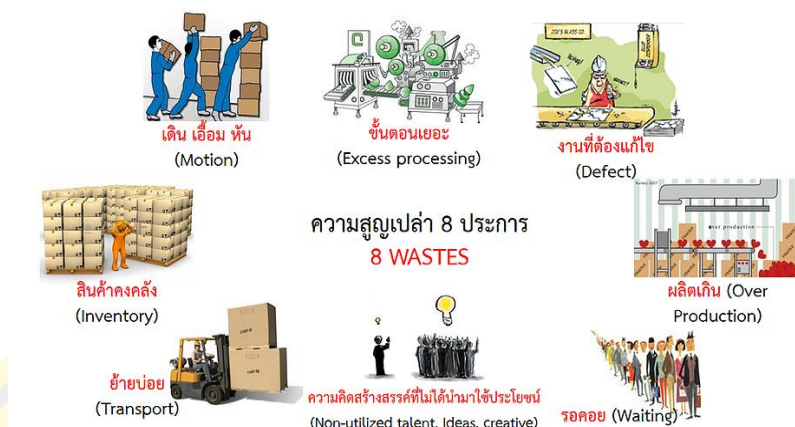 เดิน เอื้อม หัน
(Motion)
ขั้นตอนเยอะ
(Excess processing)
งานที่ต้องแก้ไข
(Defect)
ความสูญเปล่า 8 ประการ
8 WASTES
สินค้าคงคลัง
(Inventory)
over production
ผลิตเกิน (Over
Production)
ย้ายบ่อย
(Transport)
ความคิดสร้างสรรค์ที่ไม่ได้นำมาใช้ประโยชน์
(Non-utilized talent, Ideas, creative)
รอคอย (Waiting)